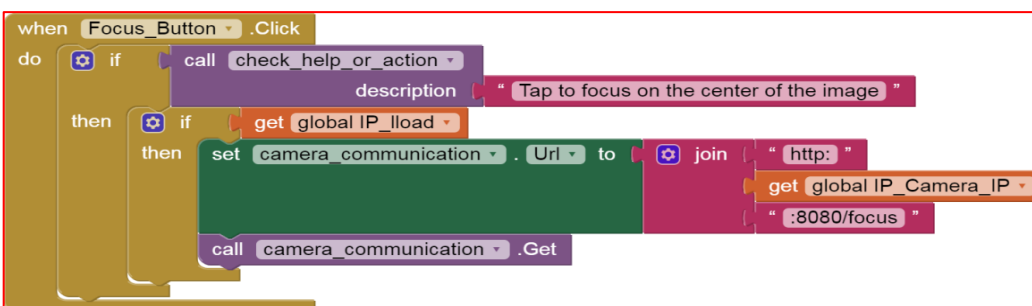 when Focus_Button .Click
do if call check_help_or_action
description " Tap to focus on the center of the image "
then if get global IP_lload
then set camera_communication . Url to join " http: "
get global IP_Camera_IP
" :8080/focus "
call camera_communication .Get